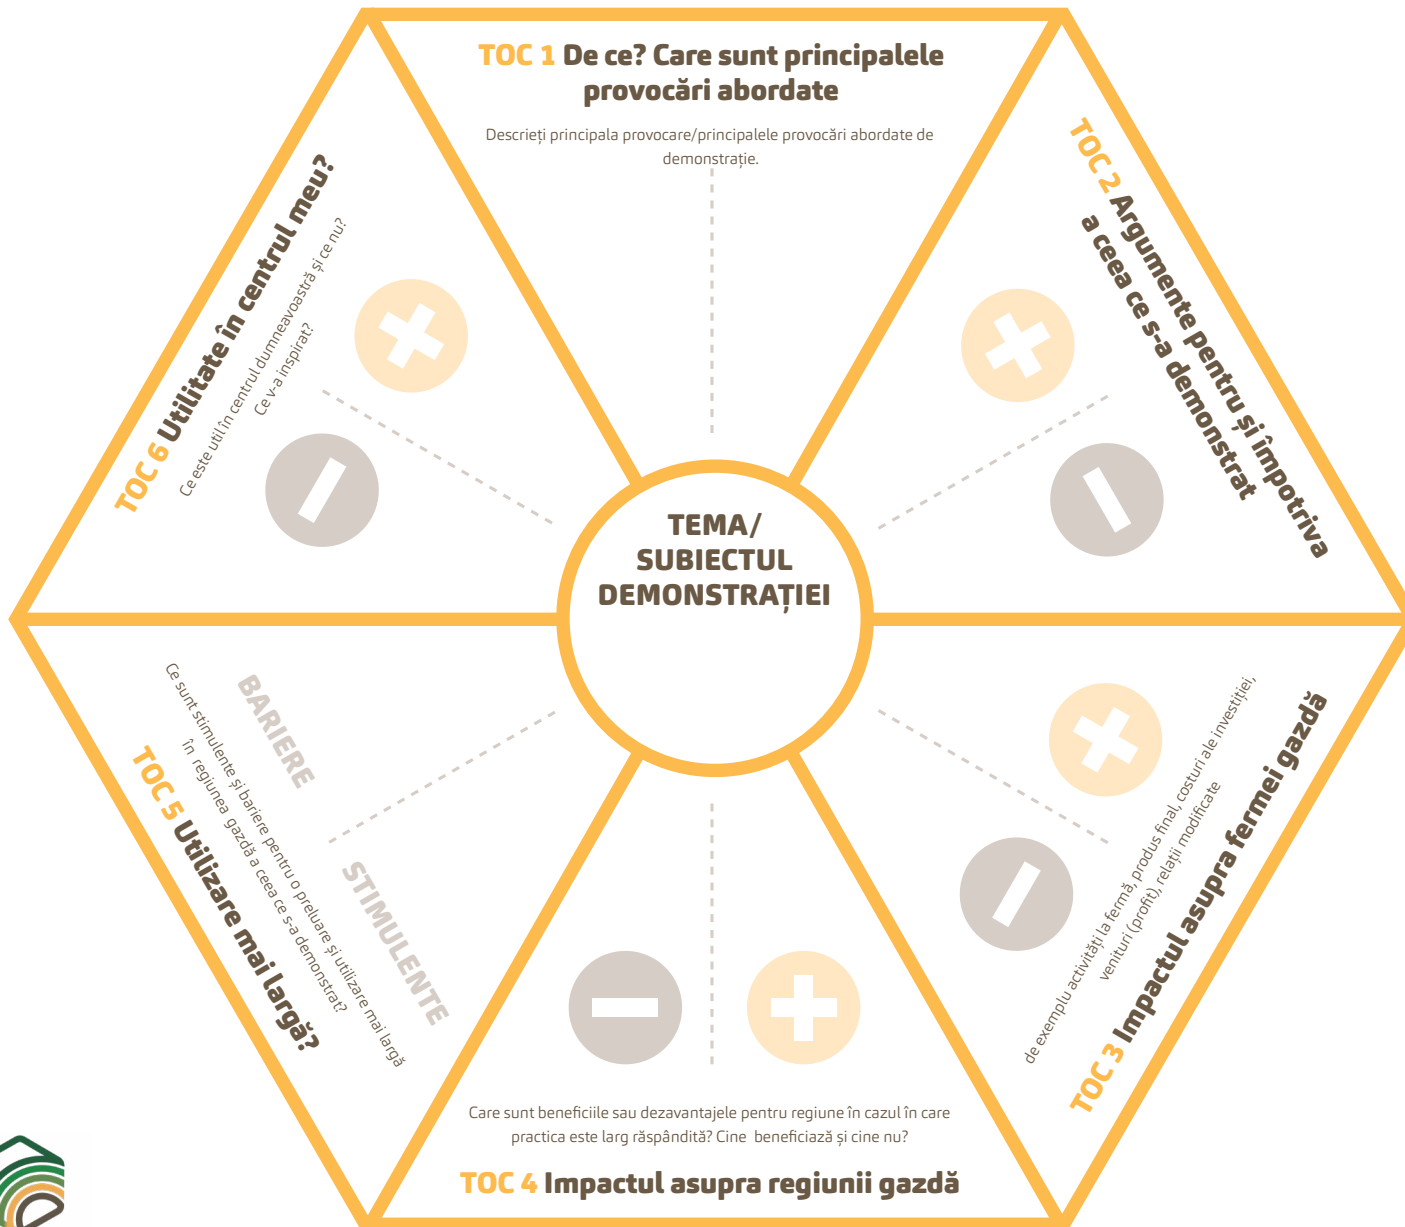 TOC 1 De ce? Care sunt principalele
provocări abordate
Descrieți principala provocare/principalele provocări abordate de
demonstrație.
TOC 2 Argumente pentru și împotriva
a ceea ce s-a demonstrat
TOC 3 Impactul asupra fermei gazdă
de exemplu activități la fermă, produs final, costuri ale investiției,
venituri (profit), relații modificate
Care sunt beneficiile sau dezavantajele pentru regiune în cazul în care
practica este larg răspândită? Cine beneficiază și cine nu?
TOC 4 Impactul asupra regiunii gazdă
TOC 5 Utilizare mai largă?
Ce sunt stimulente și bariere pentru o preluare și utilizare mai largă
în regiunea gazdă a ceea ce s-a demonstrat?
BARIERE
STIMULENTE
TOC 6 Utilitate în centrul meu?
Ce este util în centrul dumneavoastră și ce nu?
Ce v-a inspirat?
TEMA/
SUBIECTUL
DEMONSTRAȚIEI